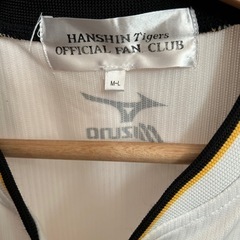 HANSHIN Tigers
OFFICIAL FAN CLUB
M-L
MIZUNO